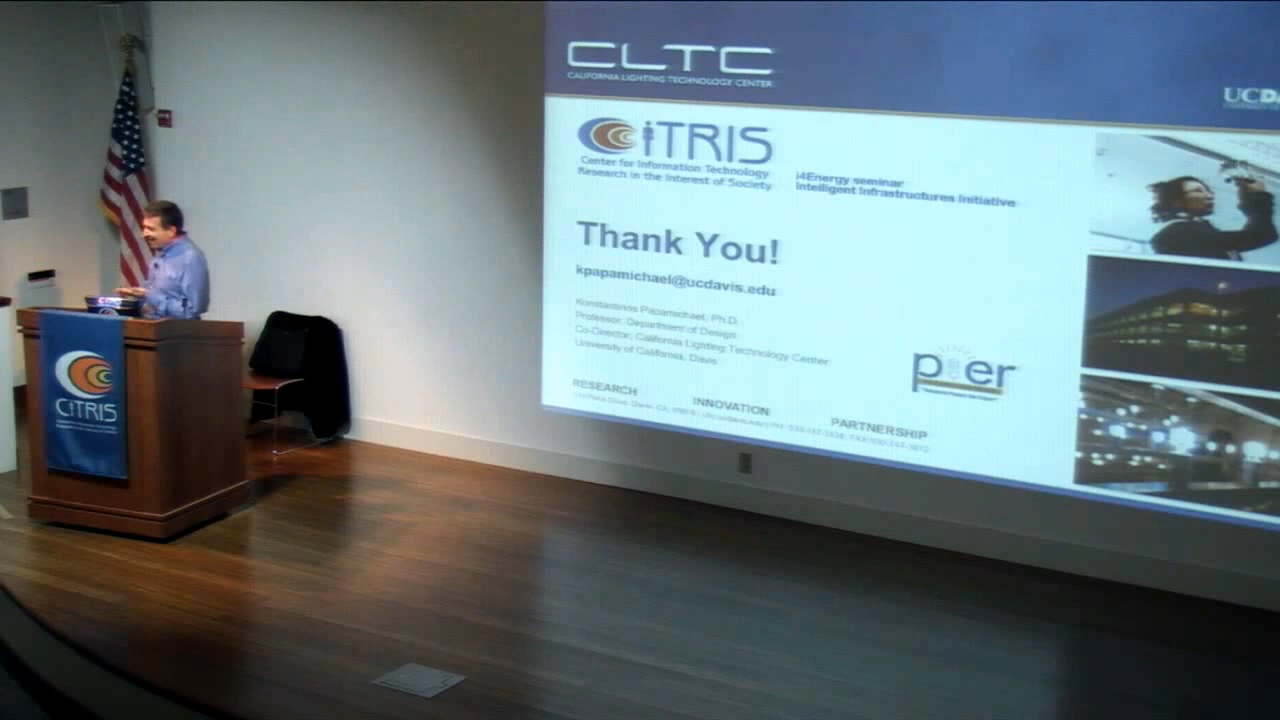 CLTC
CALIFORNIA LIGHTING TECHNOLOGY CENTER
UCDa
CiTRIS
Center for Information Technology
Research in the Interest of Society
i4Energy seminar
Intelligent Infrastructures Initiative
Thank You!
kpapamichael@ucdavis.edu
Konstantinos Papamichael, Ph.D.
Professor, Department of Design
Co-Director, California Lighting Technology Center
University of California, Davis
pier
RESEARCH
INNOVATION
PARTNERSHIP
CiTRIS